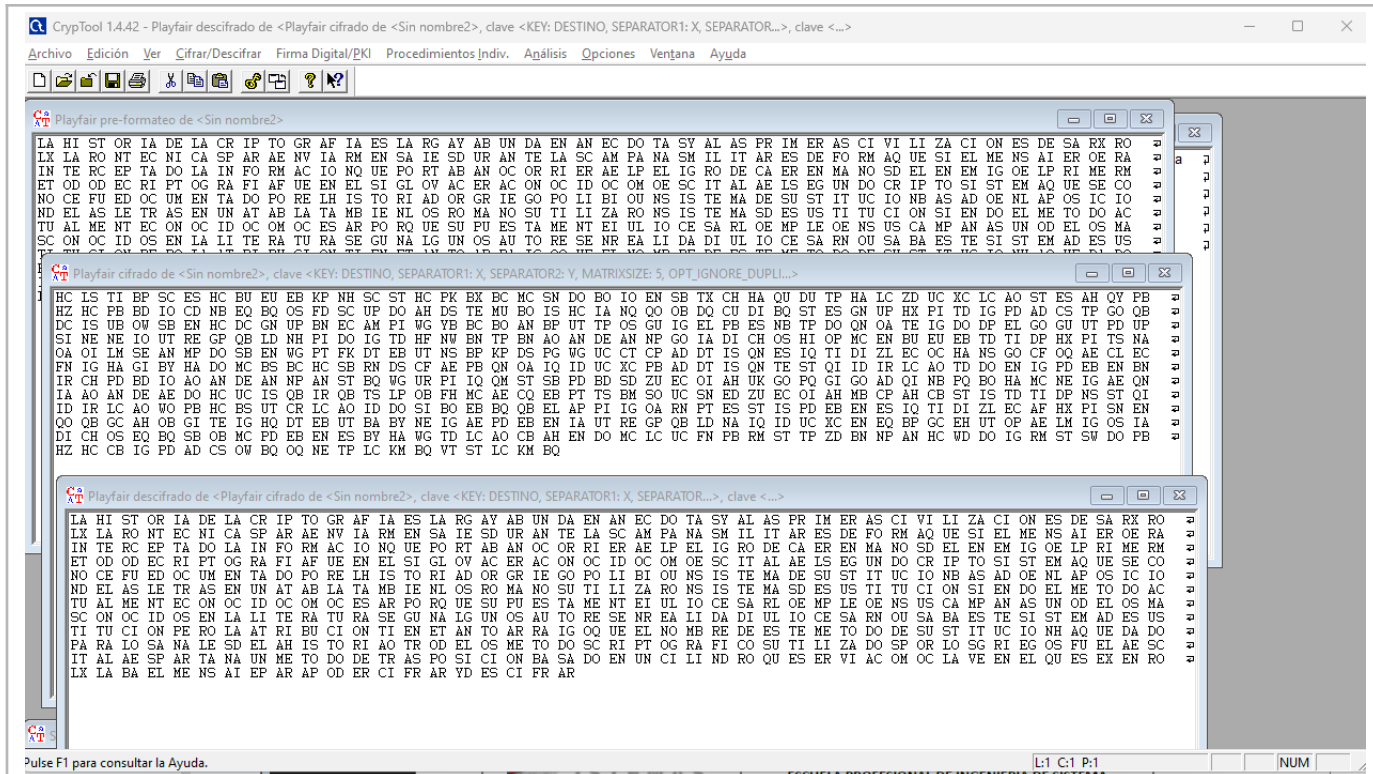 CrypTool 1.4.42 - Playfair descifrado de <Playfair cifrado de <Sin nombre2>, clave <KEY: DESTINO, SEPARATOR1: X, SEPARATOR...>, clave <...>
Archivo Edición Ver Cifrar/Descifrar Firma Digital/PKI Procedimientos Indiv. Análisis Opciones Ventana Ayuda
Playfair pre-formateo de <Sin nombre2>
LA HI ST OR IA DE LA CR IP TO GR AF IA ES LA RG AY AB UN DA EN AN EC DO TA SY AL AS PR IM ER AS CI VI LI ZA CI ON ES DE SA RX RO
LX LA RO NT EC NI CA SP AR AE NV IA RM EN SA IE SD UR AN TE LA SC AM PA NA SM IL IT AR ES DE FO RM AQ UE SI EL ME NS AI ER OE RA
IN TE RC EP TA DO LA IN FO RM AC IO NQ UE PO RT AB AN OC OR RI ER AE LP EL IG RO DE CA ER EN MA NO SD EL EN EM IG OE LP RI ME RM
ET OD OD EC RI PT OG RA FI AF UE EN EL SI GL OV AC ER AC ON OC ID OC OM OE SC IT AL AE LS EG UN DO CR IP TO SI ST EM AQ UE SE CO
NO CE FU ED OC UM EN TA DO PO RE LH IS TO RI AD OR GR IE GO PO LI BI OU NS IS TE MA DE SU ST IT UC IO NB AS AD OE NL AP OS IC IO
ND EL AS LE TR AS EN UN AT AB LA TA MB IE NL OS RO MA NO SU TI LI ZA RO NS IS TE MA SD ES US TI TU CI ON SI EN DO EL ME TO DO AC
TU AL ME NT EC ON OC ID OC OM OC ES AR PO RQ UE SU PU ES TA ME NT EI UL IO CE SA RL OE MP LE OE NS US CA MP AN AS UN OD EL OS MA
SC ON OC ID OS EN LA LI TE RA TU RA SE GU NA LG UN OS AU TO RE SE NR EA LI DA DI UL IO CE SA RN OU SA BA ES TE SI ST EM AD ES US
a
Playfair cifrado de <Sin nombre2>, clave <KEY: DESTINO, SEPARATOR1: X, SEPARATOR2: Y, MATRIXSIZE: 5, OPT_IGNORE_DUPLI...>
HC LS TI BP SC ES HC BU EU EB KP NH SC ST HC PK BX BC MC SN DO BO IO EN SB TX CH HA QU DU TP HA LC ZD UC XC LC AO ST ES AH QY PB
HZ HC PB BD IO CD NB EQ BQ OS FD SC UP DO AH DS TE MU BO IS HC IA NQ QO OB DQ CU DI BQ ST ES GN UP HX PI TD IG PD AD CS TP GO QB
DC IS UB OW SB EN HC DC GN UP BN EC AM PI WG YB BC BO AN BP UT TP OS GU IG EL PB ES NB TP DO QN OA TE IG DO DP EL GO GU UT PD UP
SI NE NE IO UT RE GP QB LD NH PI DO IG TD HF NW BN TP BN AO AN DE AN NP GO IA DI CH OS HI OP MC EN BU EU EB TD TI DP HX PI TS NA
OA OI LM SE AN MP DO SB EN WG PT FK DT EB UT NS BP KP DS PG WG UC CT CP AD DT IS QN ES IQ TI DI ZL EC OC HA NS GO CF OQ AE CL EC
FN IG HA GI BY HA DO MC BS BC HC SB RN DS CF AE PB QN OA IQ ID UC XC PB AD DT IS QN TE ST QI ID IR LC AO TD DO EN IG PD EB EN BN
IR CH PD BD IO AO AN DE AN NP AN ST BQ WG UR PI IQ QM ST SB PD BD SD ZU EC OI AH UK GO PQ GI GO AD QI NB PQ BO HA MC NE IG AE QN
IA AO AN DE AE DO HC UC IS QB IR QB TS LP OB FH MC AE CQ EB PT TS BM SO UC SN ED ZU EC OI AH MB CP AH CB ST IS TD TI DP NS ST QI
ID IR LC AO WO PB HC BS UT CR LC AO ID DO SI BO EB BQ QB EL AP PI IG OA RN PT ES ST IS PD EB EN ES IQ TI DI ZL EC AF HX PI SN EN
QO QB GC AH OB GI TE IG HQ DT EB UT BA BY NE IG AE PD EB EN IA UT RE GP QB LD NA IQ ID UC XC EN EQ BP GC EH UT OP AE LM IG OS IA
DI CH OS EQ BQ SB OB MC PD EB EN ES BY HA WG TD LC AO CB AH EN DO MC LC UC FN PB RM ST TP ZD BN NP AN HC WD DO IG RM ST SW DO PB
HZ HC CB IG PD AD CS OW BQ OQ NE TP LC KM BQ VT ST LC KM BQ
Playfair descifrado de <Playfair cifrado de <Sin nombre2>, clave <KEY: DESTINO, SEPARATOR1: X, SEPARATOR...>, clave <...>
LA HI ST OR IA DE LA CR IP TO GR AF IA ES LA RG AY AB UN DA EN AN EC DO TA SY AL AS PR IM ER AS CI VI LI ZA CI ON ES DE SA RX RO
LX LA RO NT EC NI CA SP AR AE NV IA RM EN SA IE SD UR AN TE LA SC AM PA NA SM IL IT AR ES DE FO RM AQ UE SI EL ME NS AI ER OE RA
IN TE RC EP TA DO LA IN FO RM AC IO NQ UE PO RT AB AN OC OR RI ER AE LP EL IG RO DE CA ER EN MA NO SD EL EN EM IG OE LP RI ME RM
ET OD OD EC RI PT OG RA FI AF UE EN EL SI GL OV AC ER AC ON OC ID OC OM OE SC IT AL AE LS EG UN DO CR IP TO SI ST EM AQ UE SE CO
NO CE FU ED OC UM EN TA DO PO RE LH IS TO RI AD OR GR IE GO PO LI BI OU NS IS TE MA DE SU ST IT UC IO NB AS AD OE NL AP OS IC IO
ND EL AS LE TR AS EN UN AT AB LA TA MB IE NL OS RO MA NO SU TI LI ZA RO NS IS TE MA SD ES US TI TU CI ON SI EN DO EL ME TO DO AC
TU AL ME NT EC ON OC ID OC OM OC ES AR PO RQ UE SU PU ES TA ME NT EI UL IO CE SA RL OE MP LE OE NS US CA MP AN AS UN OD EL OS MA
SC ON OC ID OS EN LA LI TE RA TU RA SE GU NA LG UN OS AU TO RE SE NR EA LI DA DI UL IO CE SA RN OU SA BA ES TE SI ST EM AD ES US
TI TU CI ON PE RO LA AT RI BU CI ON TI EN ET AN TO AR RA IG OQ UE EL NO MB RE DE ES TE ME TO DO DE SU ST IT UC IO NH AQ UE DA DO
PA RA LO SA NA LE SD EL AH IS TO RI AO TR OD EL OS ME TO DO SC RI PT OG RA FI CO SU TI LI ZA DO SP OR LO SG RI EG OS FU EL AE SC
IT AL AE SP AR TA NA UN ME TO DO DE TR AS PO SI CI ON BA SA DO EN UN CI LI ND RO QU ES ER VI AC OM OC LA VE EN EL QU ES EX EN RO
LX LA BA EL ME NS AI EP AR AP OD ER CI FR AR YD ES CI FR AR
Pulse F1 para consultar la Ayuda.
L:1 C:1 P:1
NUM